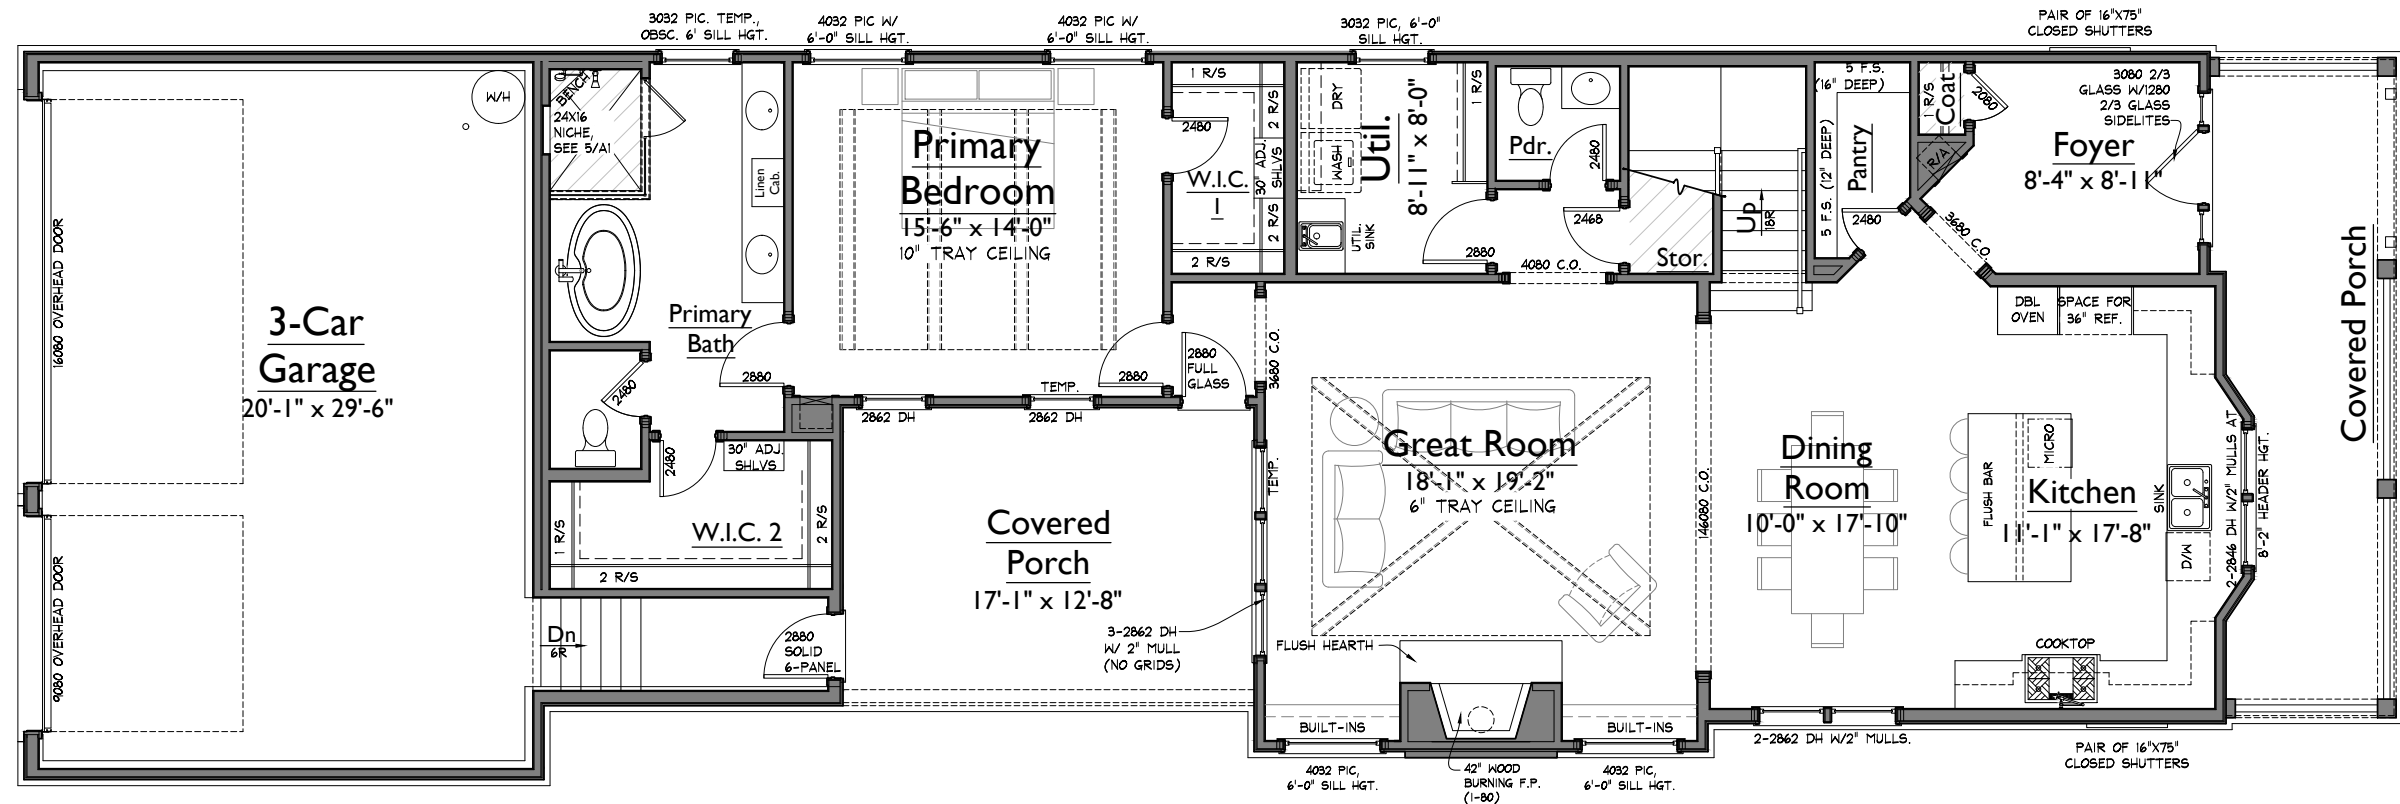 3032 PIC. TEMP.,
OBSC. 6' SILL HGT.
4032 PIC W/
6'-0" SILL HGT.
4032 PIC W/
6'-0" SILL HGT.
3032 PIC, 6'-0"
SILL HGT.
PAIR OF 16"X75"
CLOSED SHUTTERS
W/H
16080 OVERHEAD DOOR
9080 OVERHEAD DOOR
3-Car
Garage
20'-1" x 29'-6"
BENCH
24X16
NICHE,
SEE 5/A1
Linen
Cab.
Primary
Bath
2880
2480
2480
30" ADJ.
SHLVS
1 R/S
W.I.C. 2
2 R/S
2 R/S
Dn
6R
2880
SOLID
6-PANEL
Primary
Bedroom
15'-6" x 14'-0"
10" TRAY CEILING
2880
TEMP.
2862 DH
2862 DH
2880
FULL
GLASS
3680 C.O.
1 R/S
2480
W.I.C.
1
2 R/S
30" ADJ.
SHLVS
2 R/S
2 R/S
DRY
WASH
Util.
8'-11" x 8'-0"
1 R/S
UTIL.
SINK
2880
Pdr.
2480
2468
4080 C.O.
Stor.
UP
18R
5 F.S.
(16" DEEP)
5 F.S. (12" DEEP)
Pantry
2480
1 R/S
Coat
2080
R/A
3680 C.O.
3080 2/3
GLASS W/1280
2/3 GLASS
SIDELITES
Foyer
8'-4" x 8'-11"
Covered Porch
Covered
Porch
17'-1" x 12'-8"
TEMP.
3-2862 DH
W/ 2" MULL
(NO GRIDS)
Great Room
18'-1" x 19'-2"
6" TRAY CEILING
FLUSH HEARTH
BUILT-INS
BUILT-INS
4032 PIC,
6'-0" SILL HGT.
42" WOOD
BURNING F.P.
(1-80)
4032 PIC,
6'-0" SILL HGT.
146080 C.O.
Dining
Room
10'-0" x 17'-10"
DBL
OVEN
SPACE FOR
36" REF.
FLUSH BAR
MICRO
Kitchen
11'-1" x 17'-8"
SINK
D/W
COOKTOP
2-2846 DH W/2" MULLS AT
8'-2" HEADER HGT.
2-2862 DH W/2" MULLS.
PAIR OF 16"X75"
CLOSED SHUTTERS